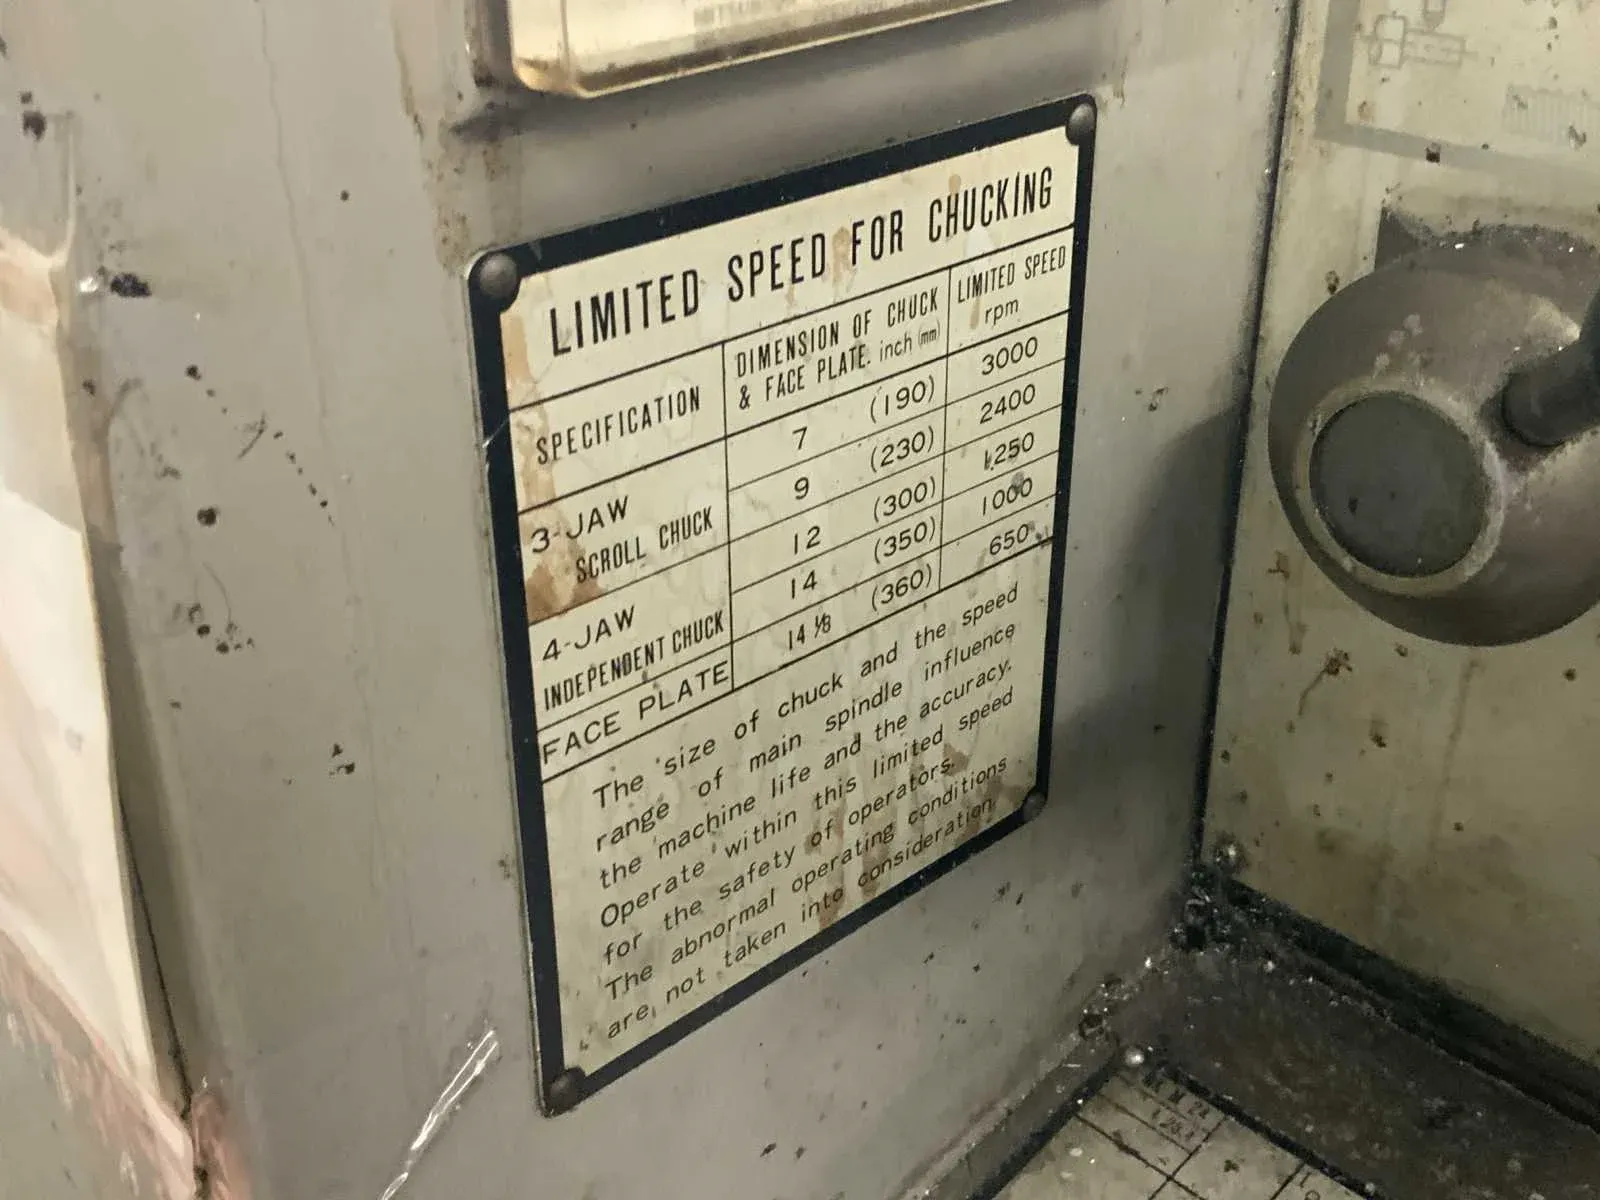 LIMITED SPEED FOR CHUCKING
SPECIFICATION DIMENSION OF CHUCK & FACE PLATE. inch (mm) LIMITED SPEED rpm
3-JAW SCROLL CHUCK 7 (190) 3000
9 (230) 2400
4-JAW INDEPENDENT CHUCK 12 (300) 1250
14 (350) 1000
FACE PLATE 14 1/8 (360) 650
The size of chuck and the speed
range of main spindle influence
the machine life and the accuracy.
Operate within this limited speed
for the safety of operators.
The abnormal operating conditions
are not taken into consideration.